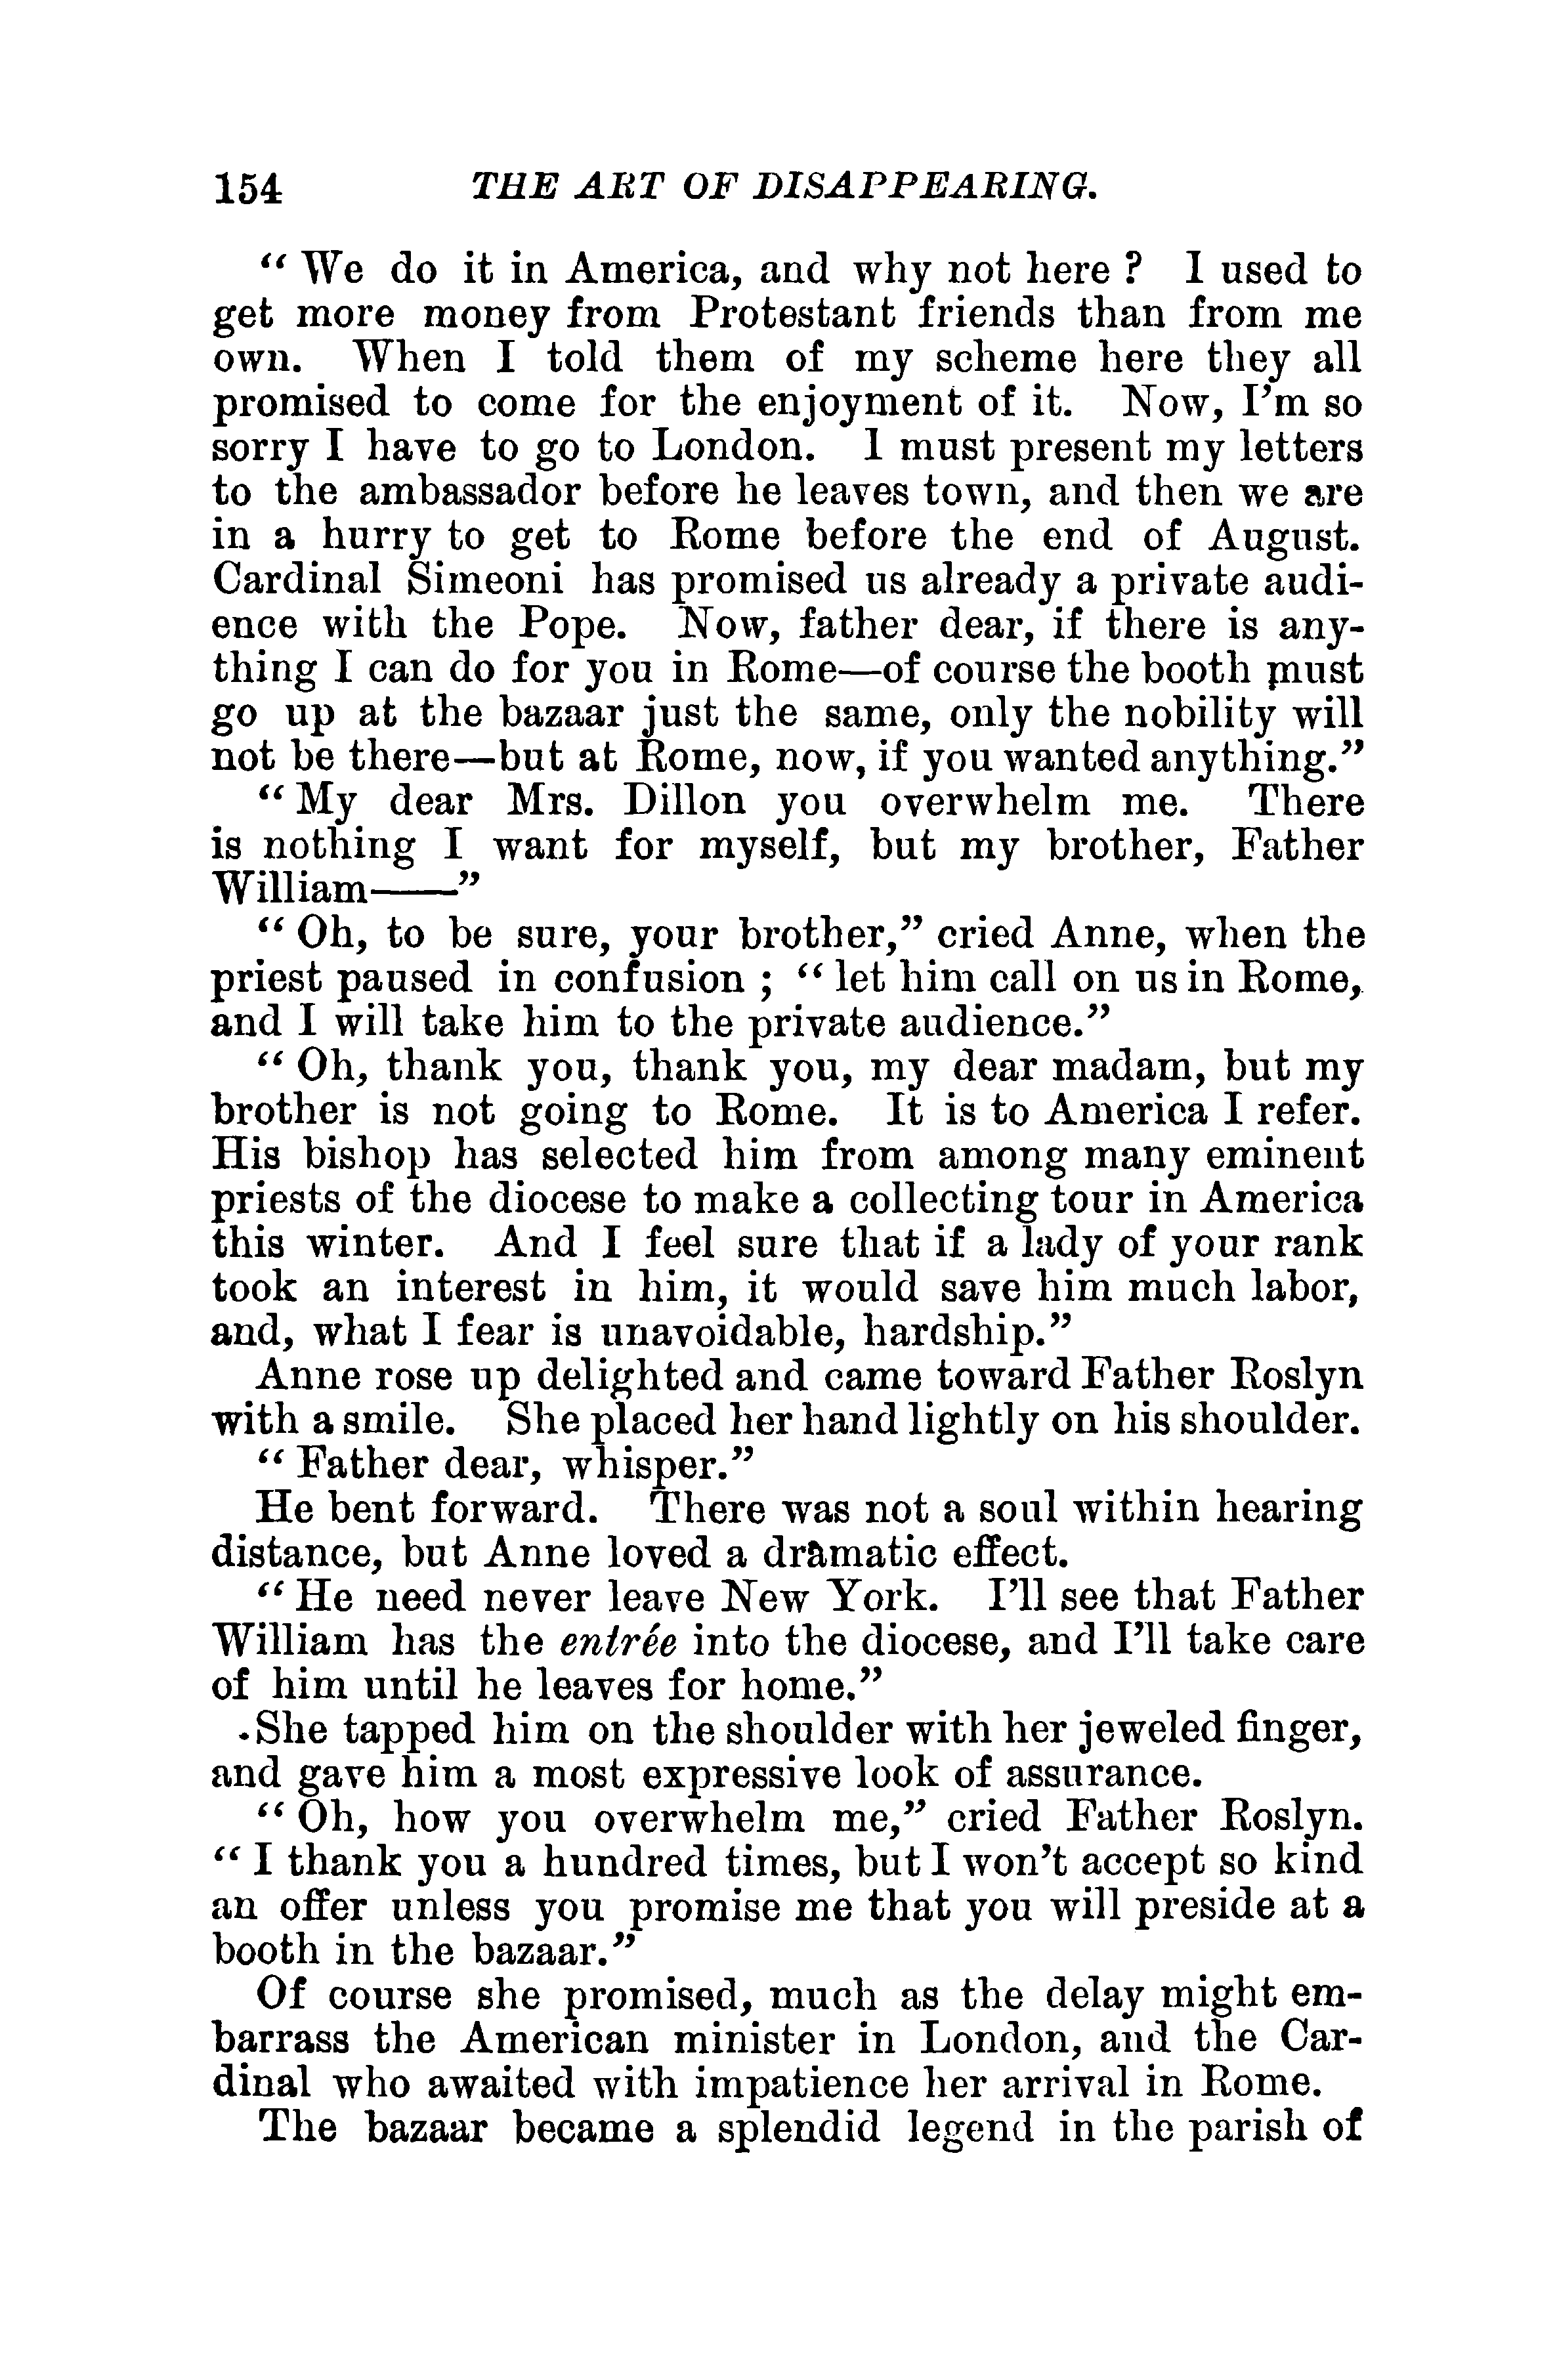 154 THE ART OF DISAPPEARING.
“ We do it in America, and why not here ? I used to
get more money from Protestant friends than from me
own. When I told them of my scheme here they all
promised to come for the enjoyment of it. Now, I’m so
sorry I have to go to London. I must present my letters
to the ambassador before he leaves town, and then we are
in a hurry to get to Rome before the end of August.
Cardinal Simeoni has promised us already a private audi-
ence with the Pope. Now, father dear, if there is any-
thing I can do for you in Rome—of course the booth must
go up at the bazaar just the same, only the nobility will
not be there—but at Rome, now, if you wanted anything.”
“ My dear Mrs. Dillon you overwhelm me. There
is nothing I want for myself, but my brother, Father
William——”
“ Oh, to be sure, your brother,” cried Anne, when the
priest paused in confusion ; “ let him call on us in Rome,
and I will take him to the private audience.”
“ Oh, thank you, thank you, my dear madam, but my
brother is not going to Rome. It is to America I refer.
His bishop has selected him from among many eminent
priests of the diocese to make a collecting tour in America
this winter. And I feel sure that if a lady of your rank
took an interest in him, it would save him much labor,
and, what I fear is unavoidable, hardship.”
Anne rose up delighted and came toward Father Roslyn
with a smile. She placed her hand lightly on his shoulder.
“ Father dear, whisper.”
He bent forward. There was not a soul within hearing
distance, but Anne loved a dramatic effect.
“ He need never leave New York. I’ll see that Father
William has the entrée into the diocese, and I’ll take care
of him until he leaves for home.”
She tapped him on the shoulder with her jeweled finger,
and gave him a most expressive look of assurance.
“ Oh, how you overwhelm me,” cried Father Roslyn.
“ I thank you a hundred times, but I won’t accept so kind
an offer unless you promise me that you will preside at a
booth in the bazaar.”
Of course she promised, much as the delay might em-
barrass the American minister in London, and the Car-
dinal who awaited with impatience her arrival in Rome.
The bazaar became a splendid legend in the parish of